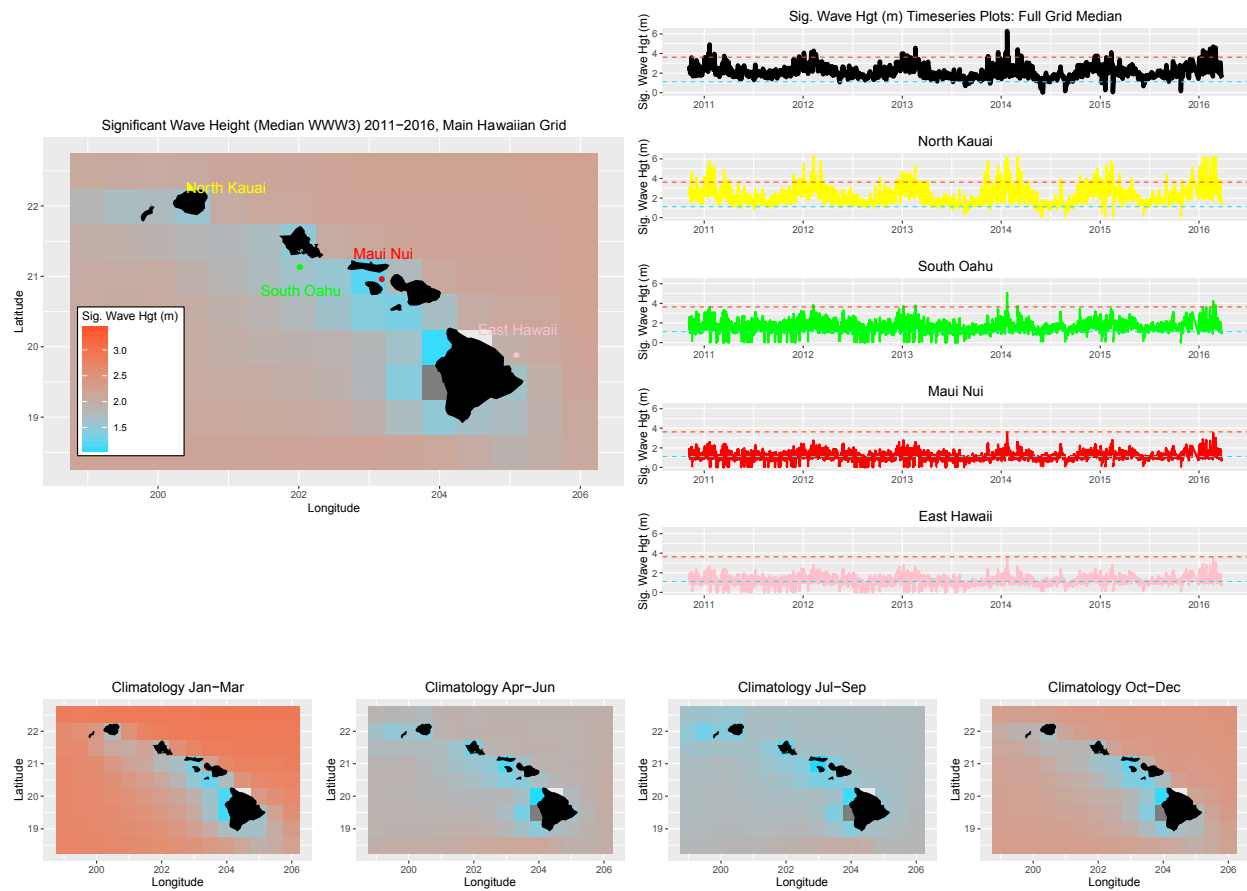 Sig. Wave Hgt (m) Timeseries Plots: Full Grid Median
Sig. Wave Hgt (m)
6
4
2
0
2011 2012 2013 2014 2015 2016
Significant Wave Height (Median WWW3) 2011−2016, Main Hawaiian Grid
Latitude
22
21
20
19
North Kauai
Maui Nui
South Oahu
East Hawaii
Sig. Wave Hgt (m)
3.0
2.5
2.0
1.5
200 202 204 206
Longitude
North Kauai
Sig. Wave Hgt (m)
6
4
2
0
2011 2012 2013 2014 2015 2016
South Oahu
Sig. Wave Hgt (m)
6
4
2
0
2011 2012 2013 2014 2015 2016
Maui Nui
Sig. Wave Hgt (m)
6
4
2
0
2011 2012 2013 2014 2015 2016
East Hawaii
Sig. Wave Hgt (m)
6
4
2
0
2011 2012 2013 2014 2015 2016
Climatology Jan−Mar
Latitude
22
21
20
19
200 202 204 206
Longitude
Climatology Apr−Jun
Latitude
22
21
20
19
200 202 204 206
Longitude
Climatology Jul−Sep
Latitude
22
21
20
19
200 202 204 206
Longitude
Climatology Oct−Dec
Latitude
22
21
20
19
200 202 204 206
Longitude